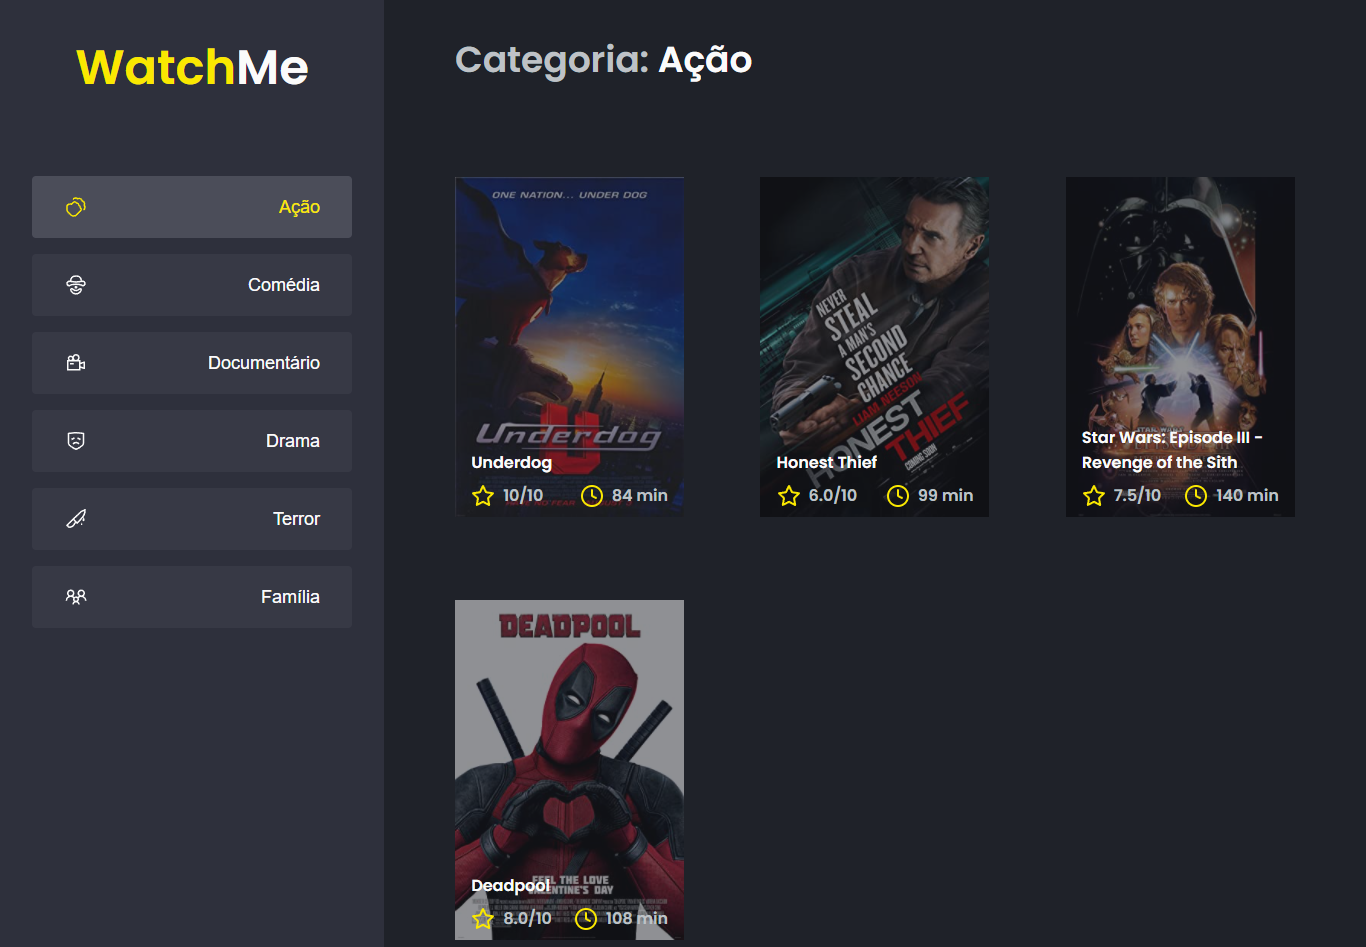 WatchMe
Ação
Comédia
Documentário
Drama
Terror
Família
Categoria: Ação
ONE NATION... UNDER DOG
Underdog
Underdog
10/10
84 min
NEVER
STEAL
A MAN'S
SECOND
CHANCE
LIAM NEESON
HONEST
THIEF
COMING SOON
Honest Thief
6.0/10
99 min
STAR WARS
Star Wars: Episode III -
Revenge of the Sith
7.5/10
140 min
DEADPOOL
FEEL THE LOVE
VALENTINE'S DAY
Deadpool
8.0/10
108 min